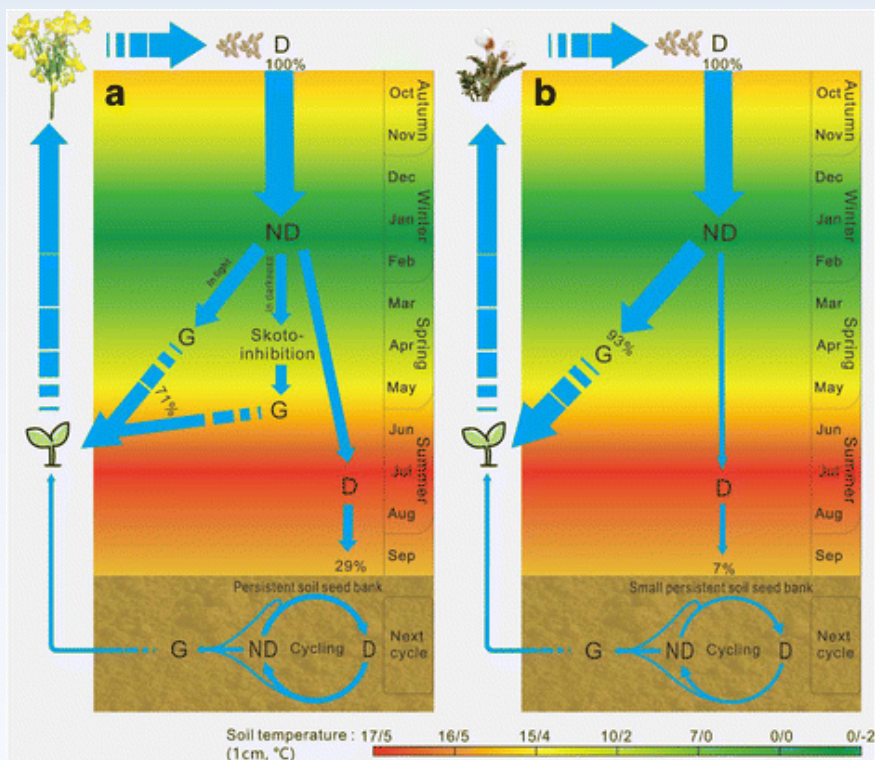 D
100%
a
Oct
Nov
Autumn
Dec
Jan
Feb
Winter
Mar
Apr
May
Spring
Jun
Jul
Aug
Sep
Summer
ND
In light
In darkness
G
Skoto-
inhibition
71%
G
D
29%
Persistent soil seed bank
G
ND
Cycling
D
Next
cycle
D
100%
b
Oct
Nov
Autumn
Dec
Jan
Feb
Winter
Mar
Apr
May
Spring
Jun
Jul
Aug
Sep
Summer
ND
93%
G
D
7%
Small persistent soil seed bank
G
ND
Cycling
D
Next
cycle
Soil temperature : 17/5 16/5 15/4 10/2 7/0 0/0 0/-2
(1cm, °C)